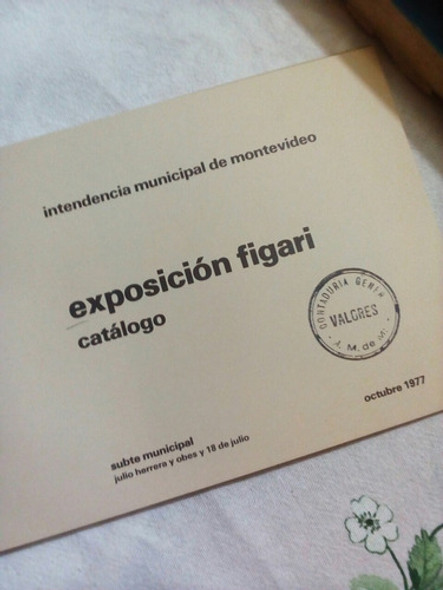 intendencia municipal de montevideo
exposición figari
catálogo
CONTADURIA GENER
VALORES
I. M. de M.
octubre 1977
subte municipal
julio herrera y obes y 18 de julio